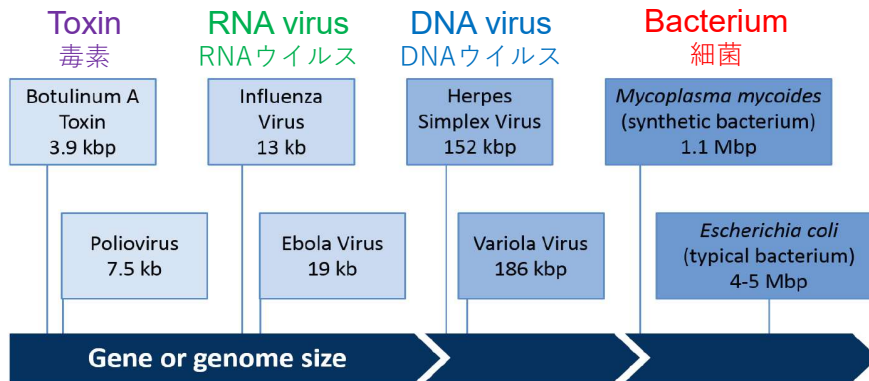 Toxin
毒素
RNA virus
RNAウイルス
DNA virus
DNAウイルス
Bacterium
細菌
Botulinum A
Toxin
3.9 kbp
Influenza
Virus
13 kb
Herpes
Simplex Virus
152 kbp
Mycoplasma mycoides
(synthetic bacterium)
1.1 Mbp
Poliovirus
7.5 kb
Ebola Virus
19 kb
Variola Virus
186 kbp
Escherichia coli
(typical bacterium)
4-5 Mbp
Gene or genome size